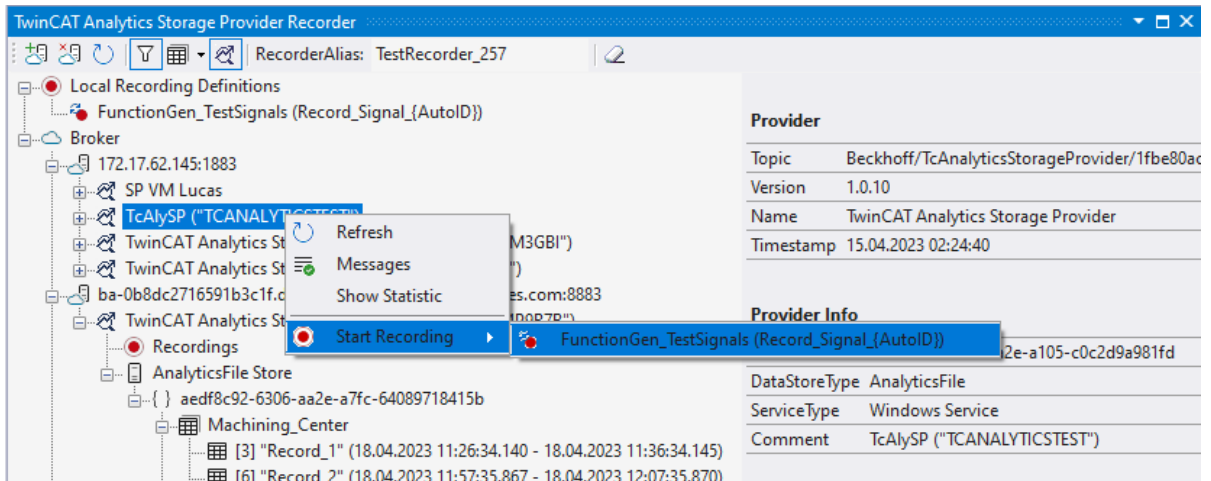 TwinCAT Analytics Storage Provider Recorder
RecorderAlias: TestRecorder_257
Local Recording Definitions
FunctionGen_TestSignals (Record_Signal_{AutoID})
Broker
172.17.62.145:1883
SP VM Lucas
TcAlySP ("TCANALYTICSTEST")
TwinCAT Analytics St
M3GBI")
TwinCAT Analytics St
")
ba-0b8dc2716591b3c1f.c
es.com:8883
TwinCAT Analytics St
Recordings
AnalyticsFile Store
{ } aedf8c92-6306-aa2e-a7fc-64089718415b
Machining_Center
[3] "Record_1" (18.04.2023 11:26:34.140 - 18.04.2023 11:36:34.145)
[6] "Record_2" (18.04.2023 11:57:35.867 - 18.04.2023 12:07:35.870)
Refresh
Messages
Show Statistic
Start Recording
FunctionGen_TestSignals (Record_Signal_{AutoID})
Provider
Topic Beckhoff/TcAnalyticsStorageProvider/1fbe80ac
Version 1.0.10
Name TwinCAT Analytics Storage Provider
Timestamp 15.04.2023 02:24:40
Provider Info
2e-a105-c0c2d9a981fd
DataStoreType AnalyticsFile
ServiceType Windows Service
Comment TcAlySP ("TCANALYTICSTEST")